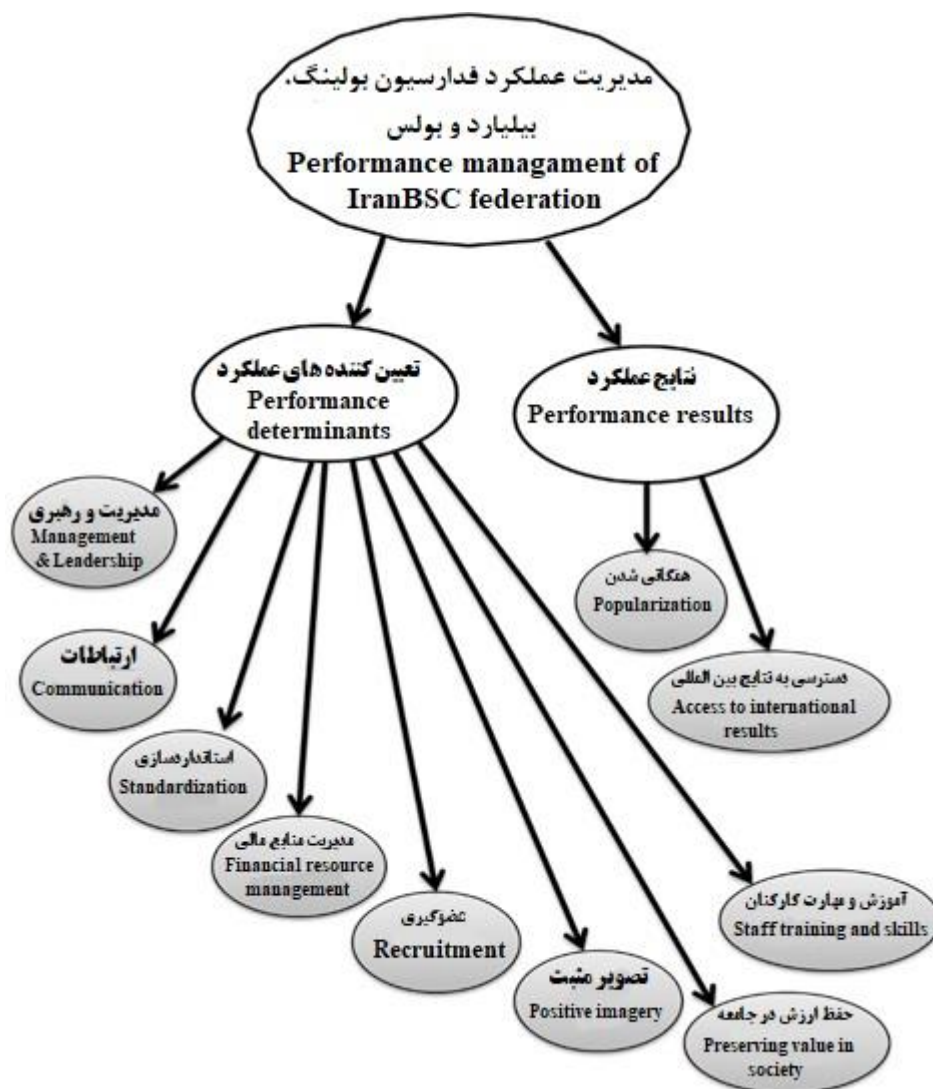 مدیریت عملکرد فدارسیون بولینگ،
بیلیارد و بولس
Performance managament of
IranBSC federation
تعیین کننده های عملکرد
Performance
determinants
نتایج عملکرد
Performance results
مدیریت و رهبری
Management
& Leadership
همگانی شدن
Popularization
ارتباطات
Communication
دسترسی به نتایج بین المللی
Access to international
results
استانداردسازی
Standardization
مدیریت منابع مالی
Financial resource
management
عضوگیری
Recruitment
آموزش و مهارت کارکنان
Staff training and skills
تصویر مثبت
Positive imagery
حفظ ارزش در جامعه
Preserving value in
society